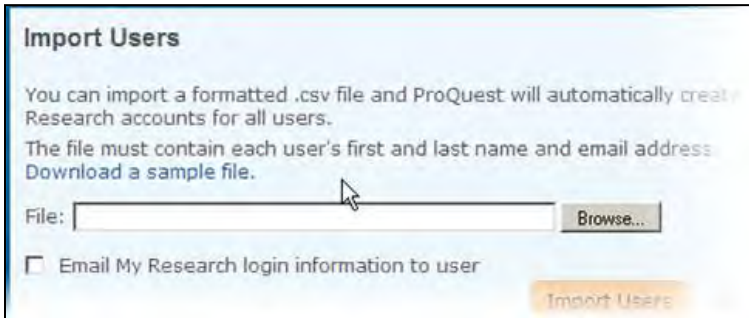 Import Users
You can import a formatted .csv file and ProQuest will automatically create
Research accounts for all users.
The file must contain each user's first and last name and email address.
Download a sample file.
File: Browse...
Email My Research login information to user
Import Users